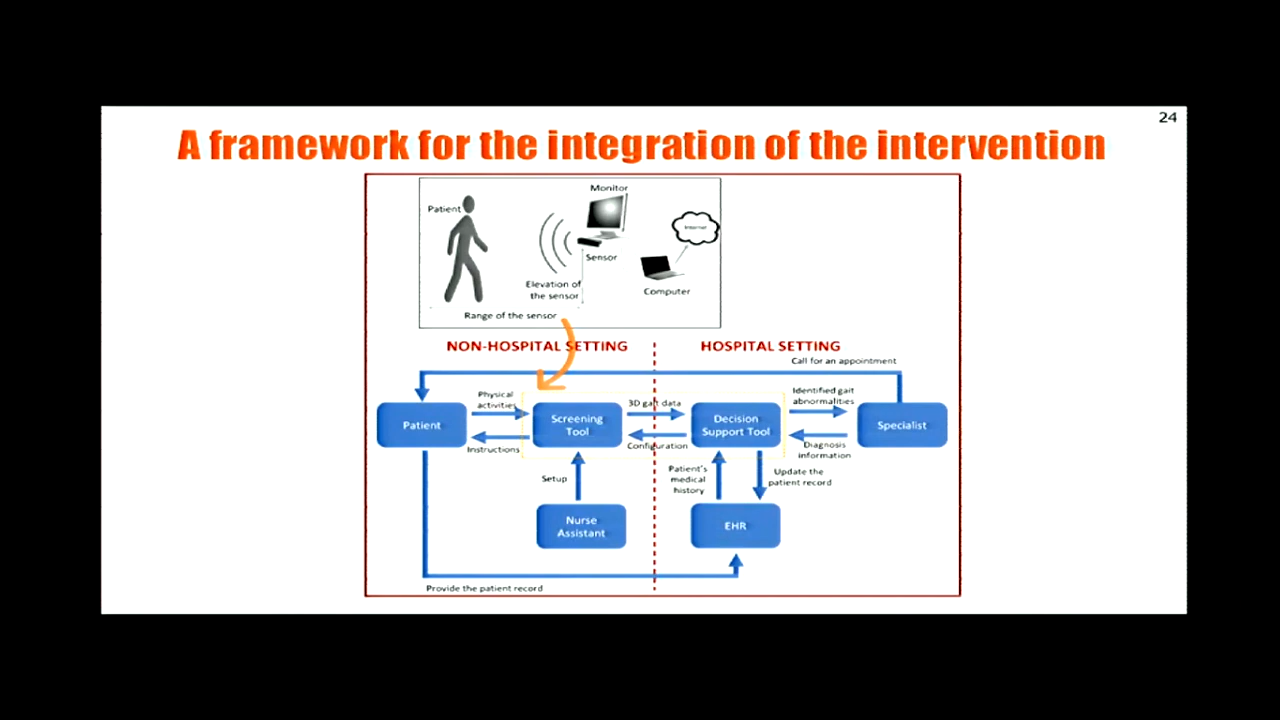 24
A framework for the integration of the intervention
Monitor
Patient
Internet
Sensor
Elevation of
the sensor
Computer
Range of the sensor
NON-HOSPITAL SETTING
HOSPITAL SETTING
Call for an appointment
Physical
activities
3D gait data
Identified gait
abnormalities
Patient
Screening
Tool
Decision
Support Tool
Specialist
Instructions
Configuration
Diagnosis
information
Setup
Patient's
medical
history
Update the
patient record
Nurse
Assistant
EHR
Provide the patient record